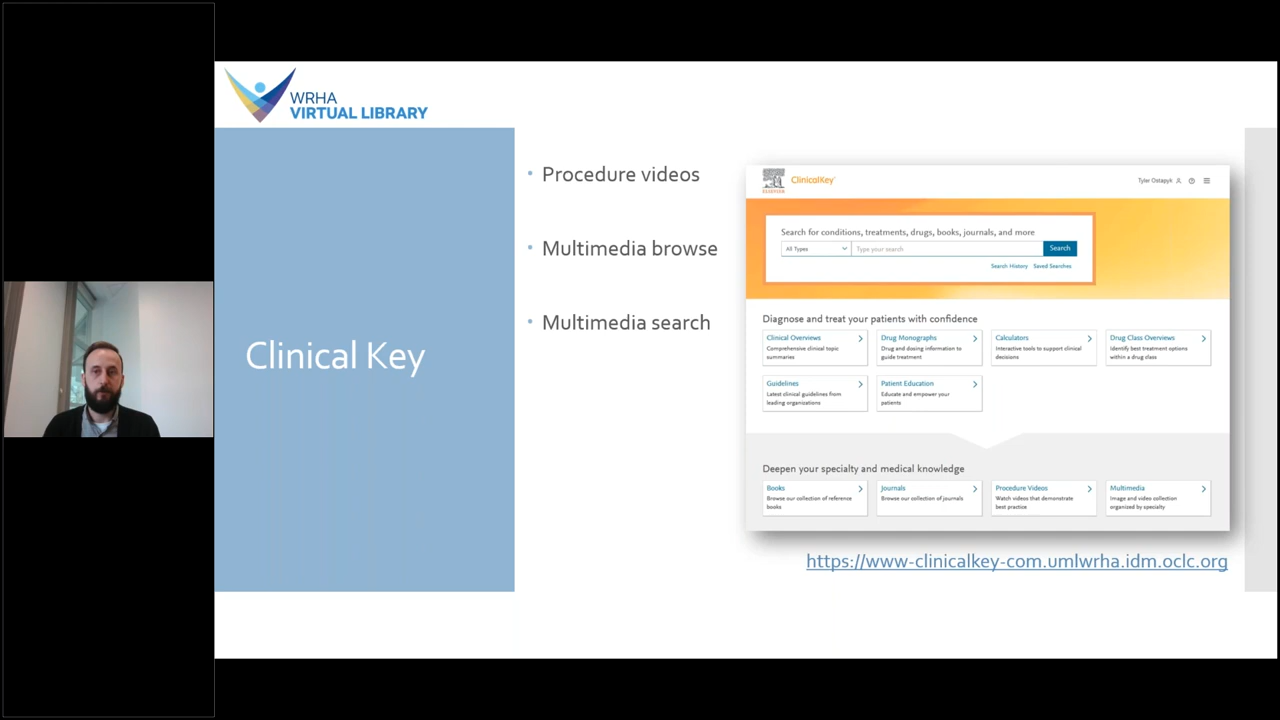 WRHA
VIRTUAL LIBRARY
Clinical Key
• Procedure videos
• Multimedia browse
• Multimedia search
ELSEVIER
ClinicalKey®
Tyler Ostapyk
Search for conditions, treatments, drugs, books, journals, and more
All Types
Type your search
Search
Search History
Saved Searches
Diagnose and treat your patients with confidence
Clinical Overviews
Comprehensive clinical topic
summaries
Drug Monographs
Drug and dosing information to
guide treatment
Calculators
Interactive tools to support clinical
decisions
Drug Class Overviews
Identify best treatment options
within a drug class
Guidelines
Latest clinical guidelines from
leading organizations
Patient Education
Educate and empower your
patients
Deepen your specialty and medical knowledge
Books
Browse our collection of reference
books
Journals
Browse our collection of journals
Procedure Videos
Watch videos that demonstrate
best practice
Multimedia
Image and video collection
organized by specialty
https://www-clinicalkey-com.umlwrha.idm.oclc.org